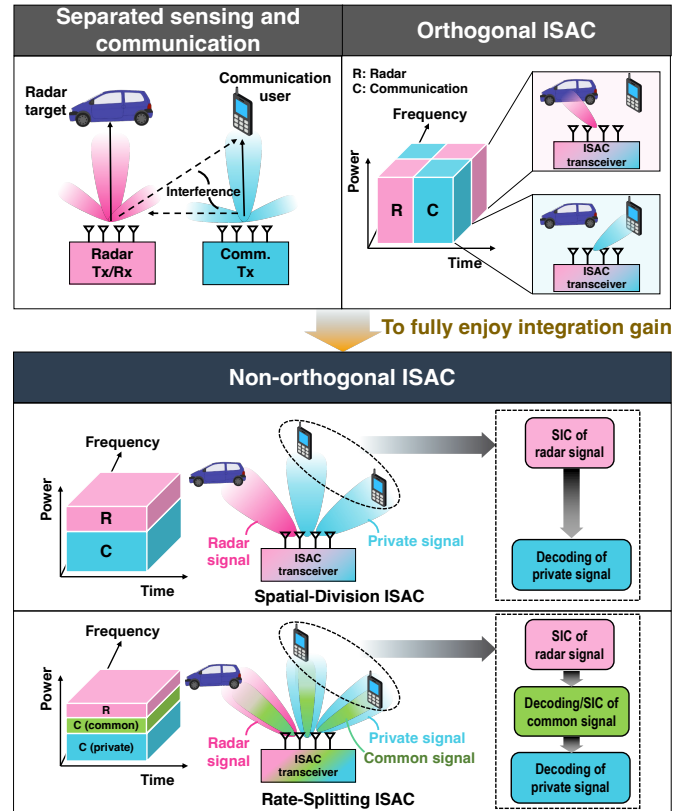 Separated sensing and
communication
Radar
target
Communication
user
Interference
Radar
Tx/Rx
Comm.
Tx
Orthogonal ISAC
R: Radar
C: Communication
Frequency
Power
R
C
Time
ISAC
transceiver
ISAC
transceiver
To fully enjoy integration gain
Non-orthogonal ISAC
Frequency
Power
R
C
Time
Radar
signal
Private signal
ISAC
transceiver
Spatial-Division ISAC
SIC of
radar signal
Decoding of
private signal
Frequency
Power
R
C (common)
C (private)
Time
Radar
signal
Private signal
Common signal
ISAC
transceiver
Rate-Splitting ISAC
SIC of
radar signal
Decoding/SIC of
common signal
Decoding of
private signal